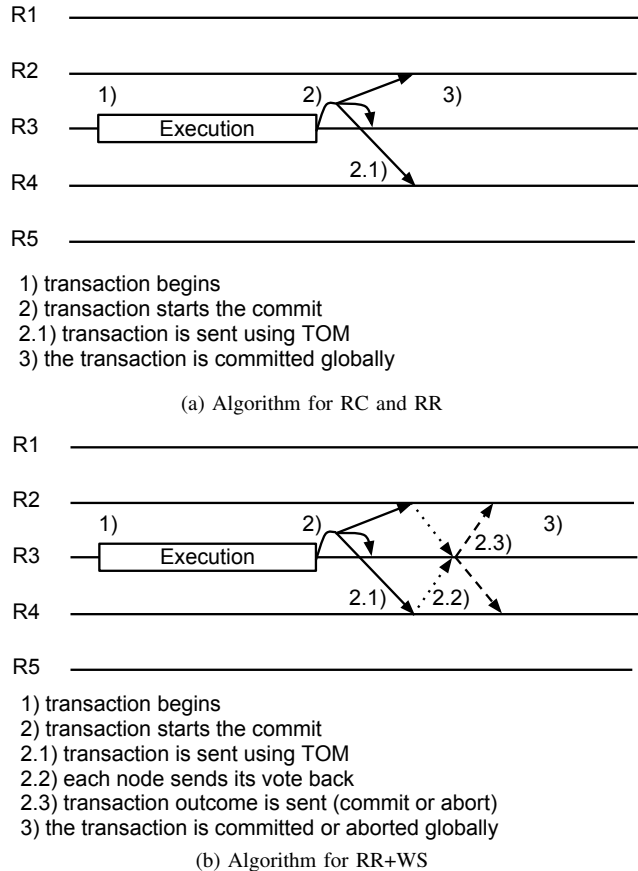 R1
R2
1) 2) 3)
R3 Execution
2.1)
R4
R5
1) transaction begins
2) transaction starts the commit
2.1) transaction is sent using TOM
3) the transaction is committed globally
(a) Algorithm for RC and RR
R1
R2
1) 2) 3)
R3 Execution 2.3)
2.1) 2.2)
R4
R5
1) transaction begins
2) transaction starts the commit
2.1) transaction is sent using TOM
2.2) each node sends its vote back
2.3) transaction outcome is sent (commit or abort)
3) the transaction is committed or aborted globally
(b) Algorithm for RR+WS